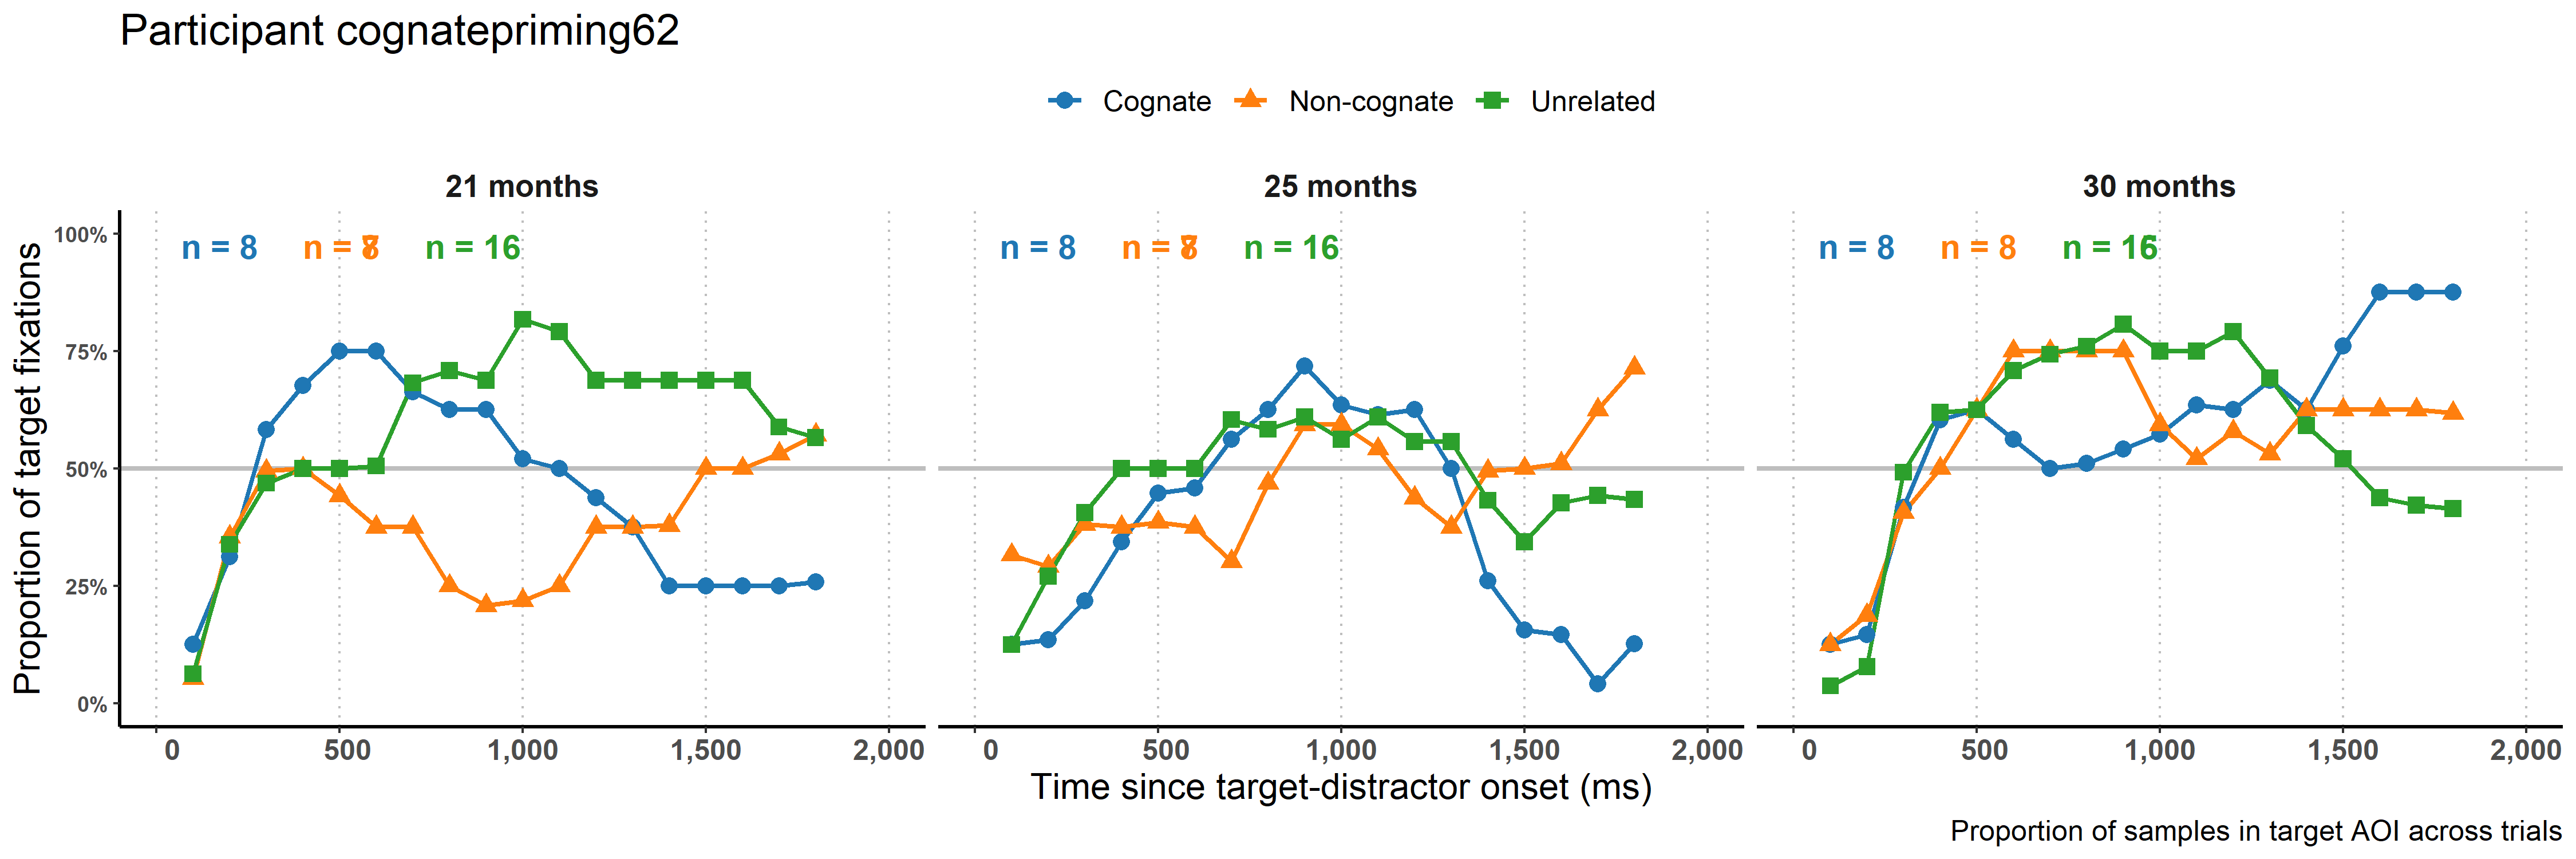 Participant cognatepriming62
Cognate Non-cognate Unrelated
21 months 25 months 30 months
Proportion of target fixations
100%
75%
50%
25%
0%
n = 8 n = n = 16
n = 8 n = n = 16
n = 8 n = 8 n =
0 500 1,000 1,500 2,000
0 500 1,000 1,500 2,000
0 500 1,000 1,500 2,000
Time since target-distractor onset (ms)
Proportion of samples in target AOI across trials